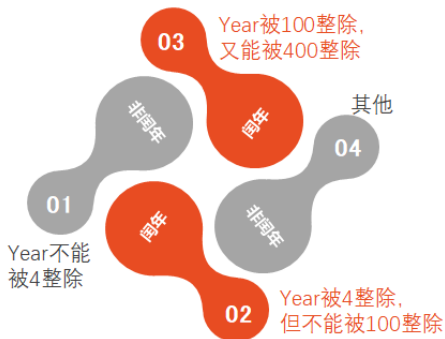 03
Year被100整除，
又能被400整除
非闰年
闰年
其他
04
01
闰年
非闰年
Year不能
被4整除
02
Year被4整除，
但不能被100整除